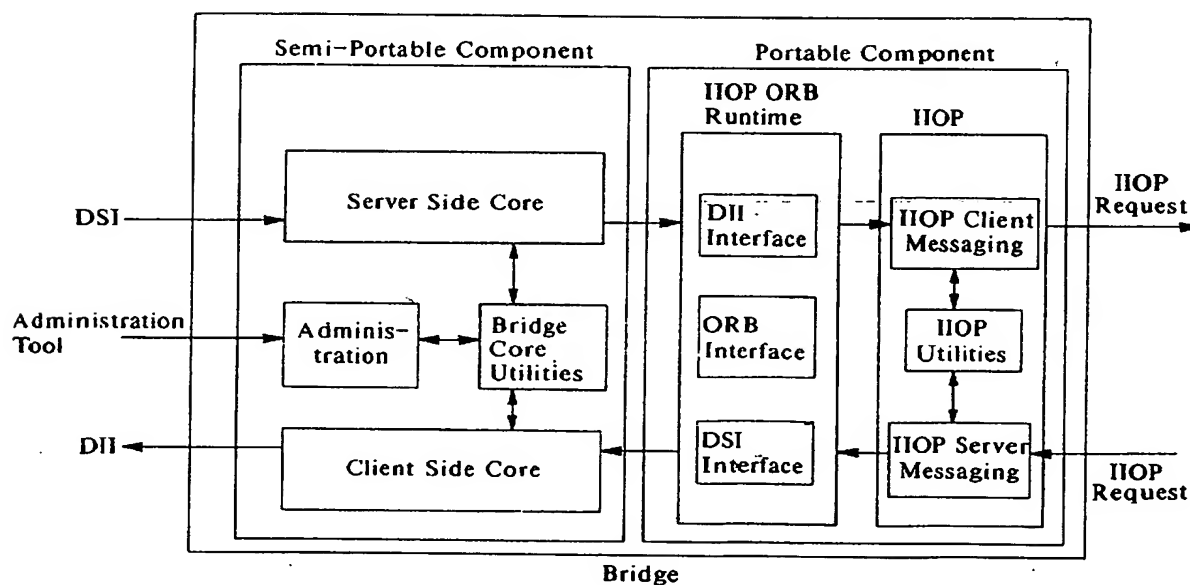 Semi-Portable Component
Portable Component
IIOP ORB
Runtime
IIOP
Server Side Core
DSI
DII
Interface
IIOP Client
Messaging
IIOP
Request
Administration
Tool
Adminis-
tration
Bridge
Core
Utilities
ORB
Interface
IIOP
Utilities
DII
Client Side Core
DSI
Interface
IIOP Server
Messaging
IIOP
Request
Bridge